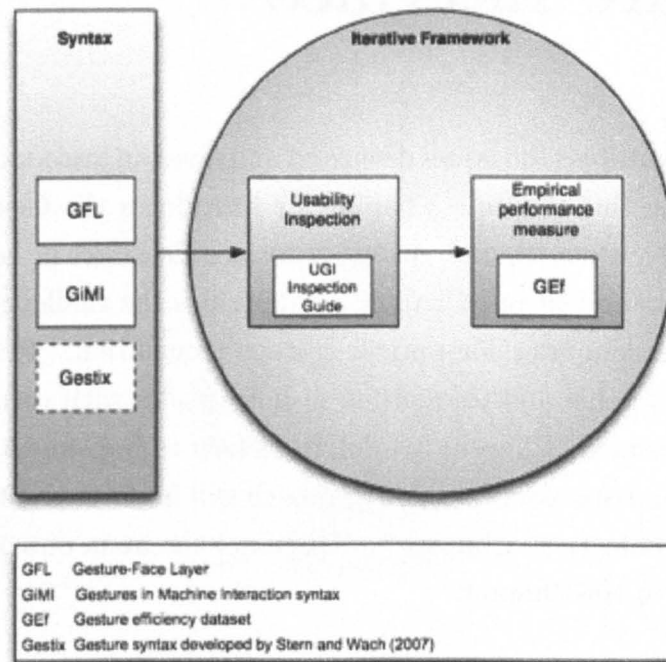 Syntax
Iterative Framework
GFL
GiMI
Gestix
Usability
Inspection
UGI
Inspection
Guide
Empirical
performance
measure
GEf
GFL Gesture-Face Layer
GiMI Gestures in Machine Interaction syntax
GEf Gesture efficiency dataset
Gestix Gesture syntax developed by Stern and Wach (2007)